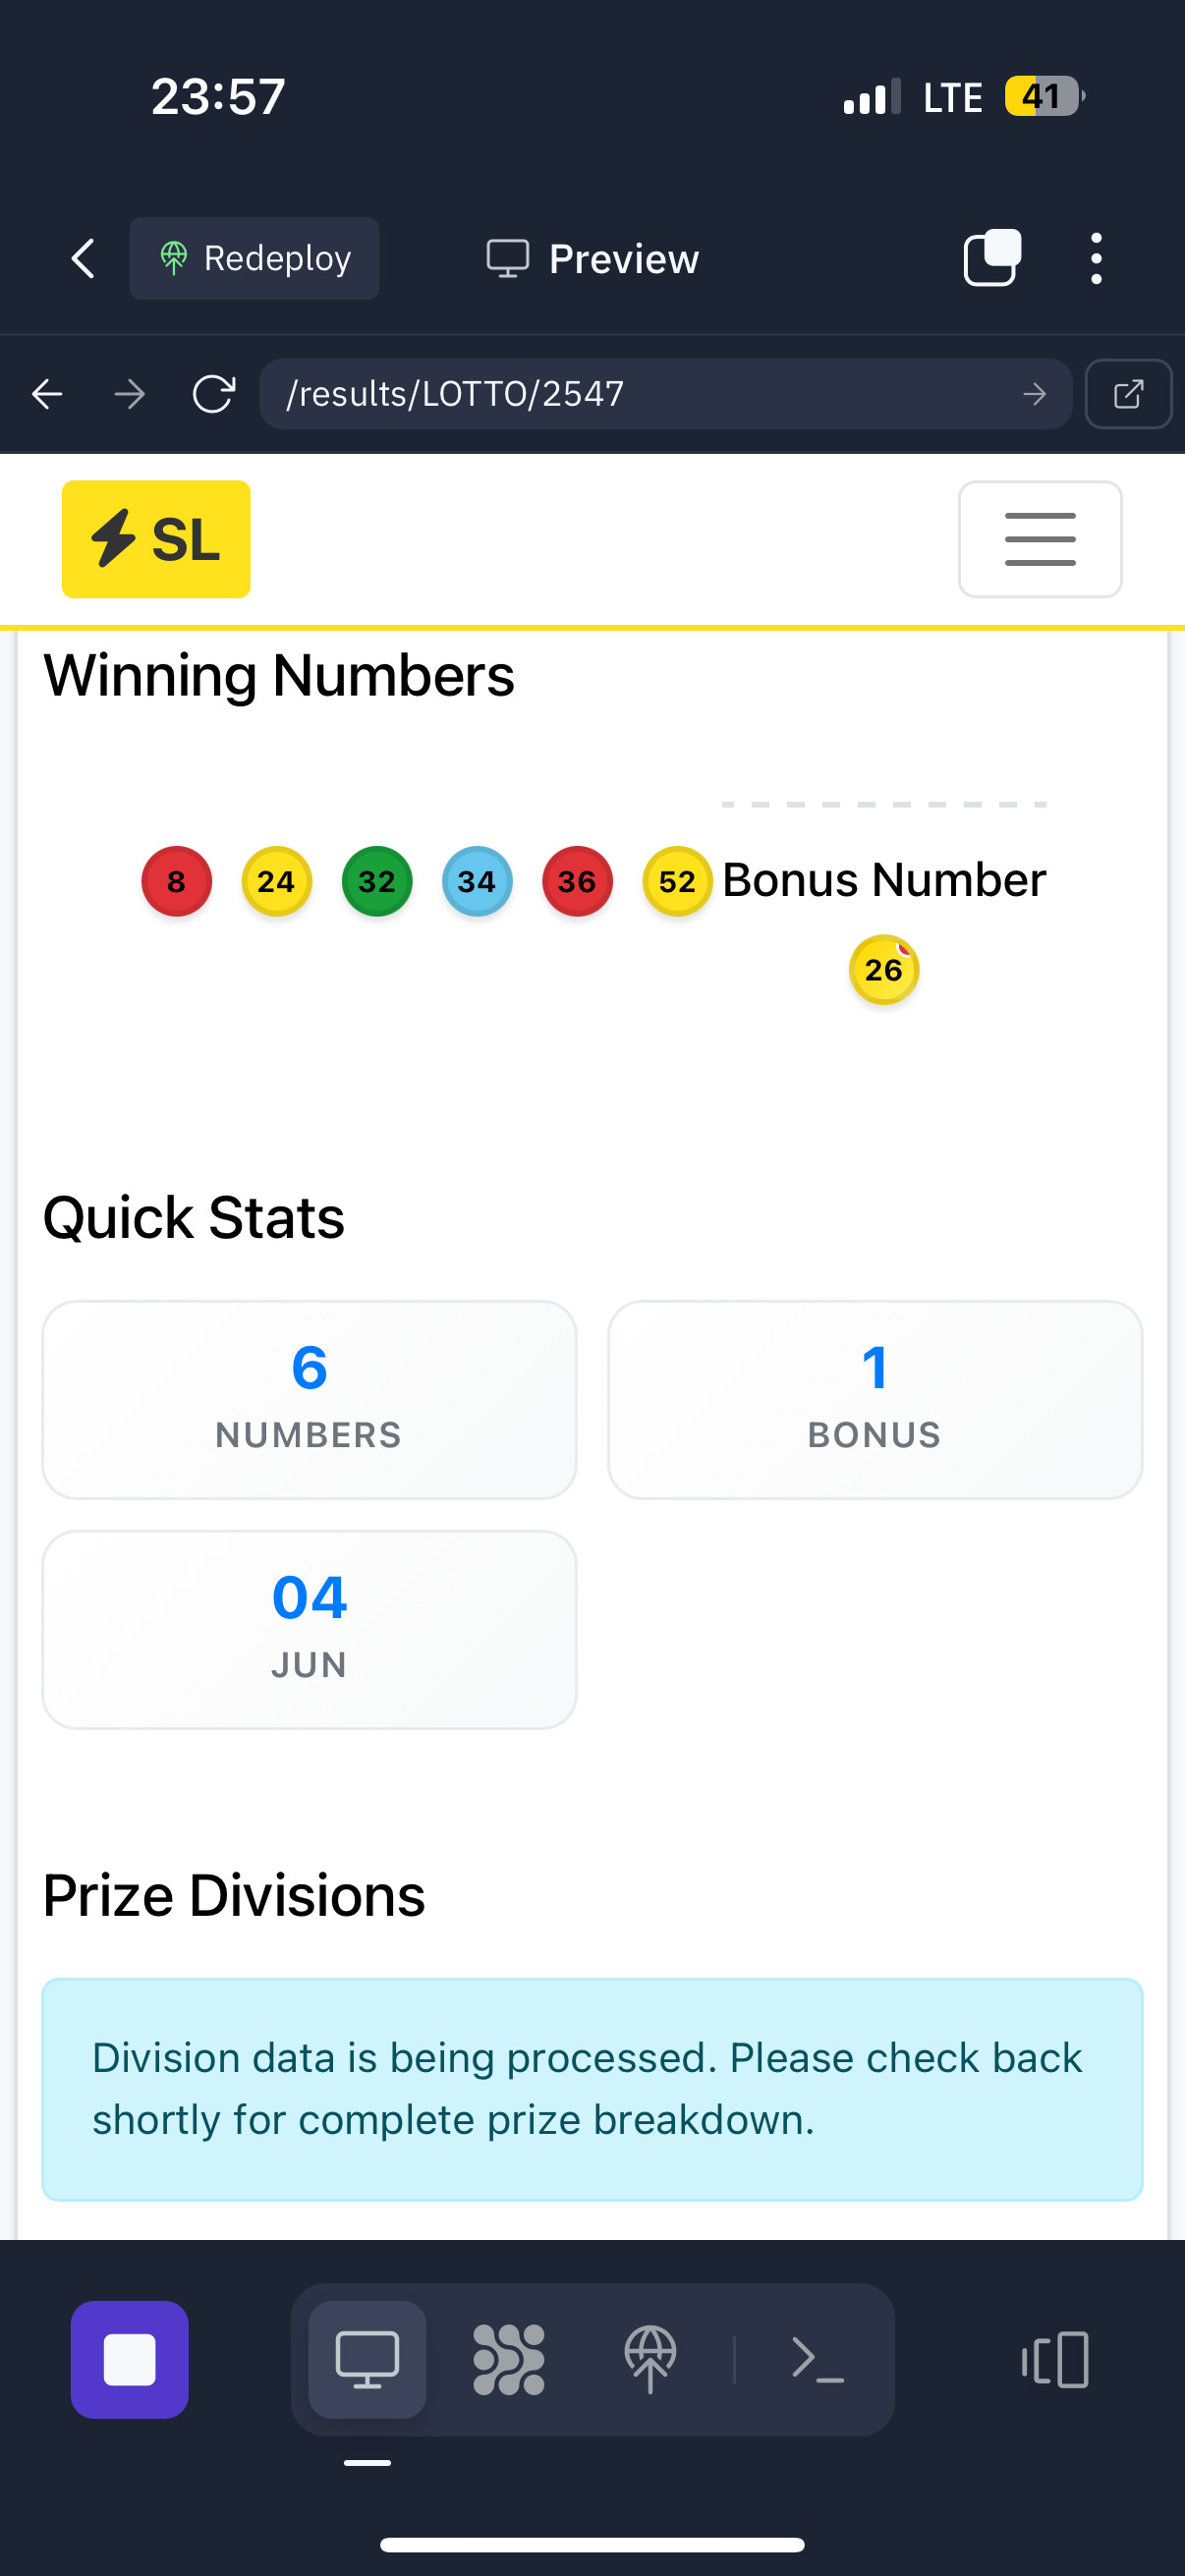 23:57
LTE 41
Redeploy
Preview
/results/LOTTO/2547
SL
Winning Numbers
8 24 32 34 36 52 Bonus Number
26
Quick Stats
6
NUMBERS
1
BONUS
04
JUN
Prize Divisions
Division data is being processed. Please check back
shortly for complete prize breakdown.